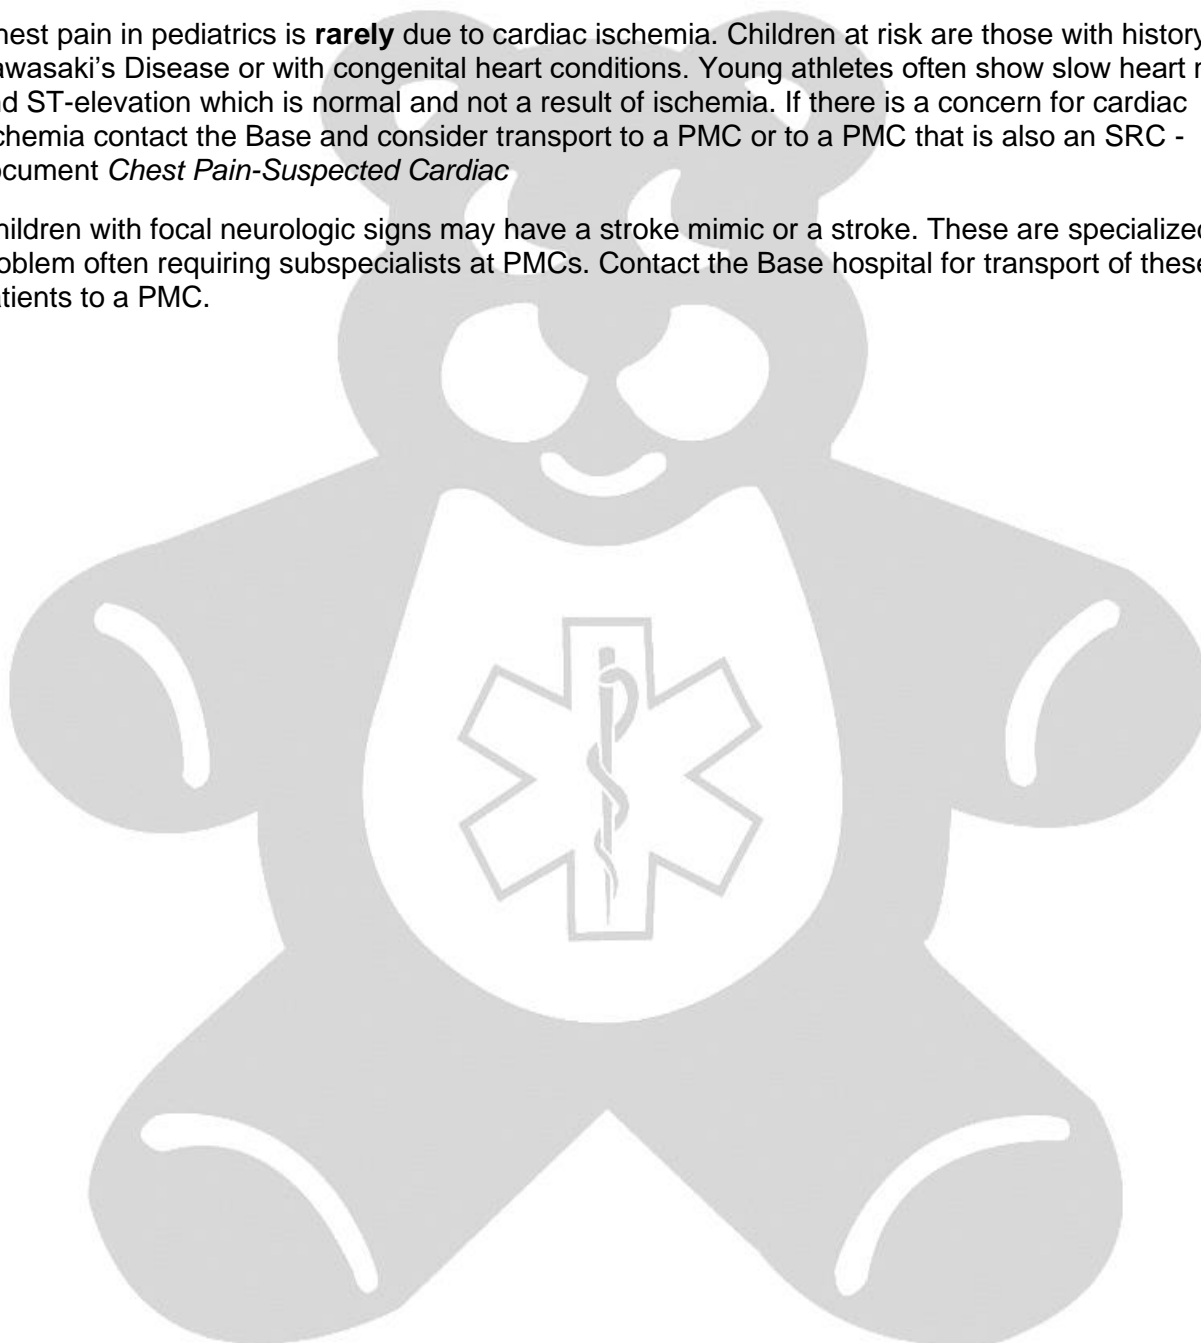 hest pain in pediatrics is rarely due to cardiac ischemia. Children at risk are those with history
awasaki's Disease or with congenital heart conditions. Young athletes often show slow heart r
nd ST-elevation which is normal and not a result of ischemia. If there is a concern for cardiac
chemia contact the Base and consider transport to a PMC or to a PMC that is also an SRC -
ocument Chest Pain-Suspected Cardiac
hildren with focal neurologic signs may have a stroke mimic or a stroke. These are specialized
oblem often requiring subspecialists at PMCs. Contact the Base hospital for transport of these
atients to a PMC.